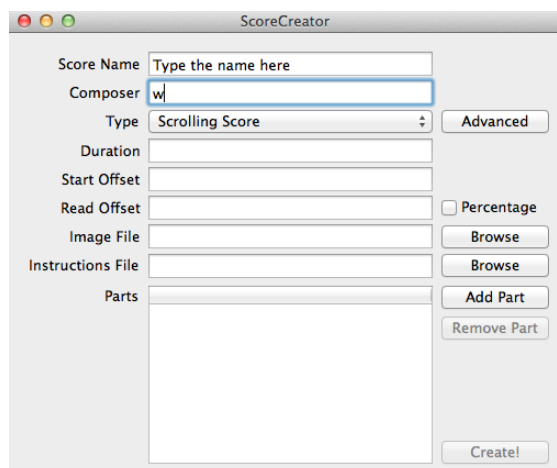 ScoreCreator
Score Name Type the name here
Composer w
Type Scrolling Score Advanced
Duration
Start Offset
Read Offset Percentage
Image File Browse
Instructions File Browse
Parts Add Part
Remove Part
Create!